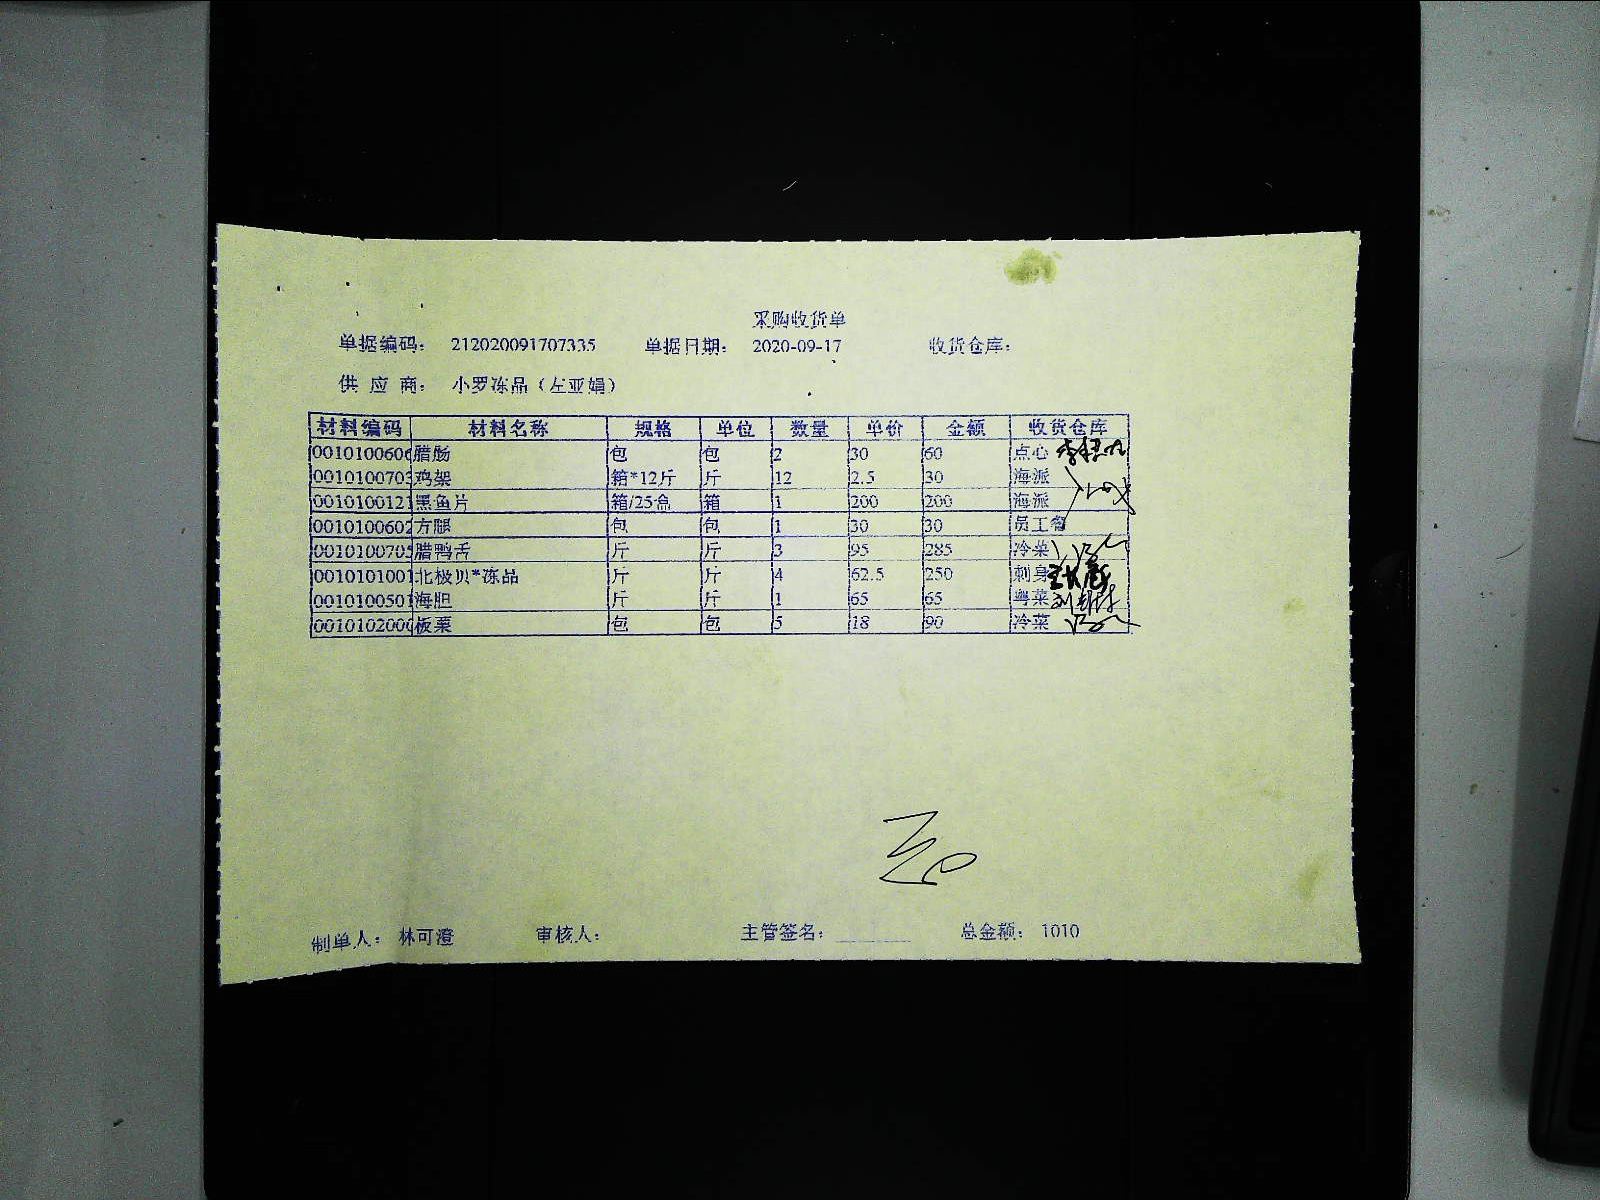 采购收货单
单据编码： 212020091707335 单据日期： 2020-09-17 收货仓库：
供 应 商： 小罗冻品（左亚娟）
材料编码 材料名称 规格 单位 数量 单价 金额 收货仓库
001010060 腊肠 包 包 2 30 60 点心
001010070 鸡架 箱*12斤 斤 12 2.5 30 海派
001010012 黑鱼片 箱/25盒 箱 1 200 200 海派
001010060 方腿 包 包 1 30 30 员工餐
001010070 腊鸭舌 斤 斤 3 95 285 冷菜
001010100 北极贝*冻品 斤 斤 4 62.5 250 刺身
001010050 海胆 斤 斤 1 65 65 粤菜
001010200 板栗 包 包 5 18 90 冷菜
制单人： 林可澄 审核人： 主管签名： 总金额： 1010